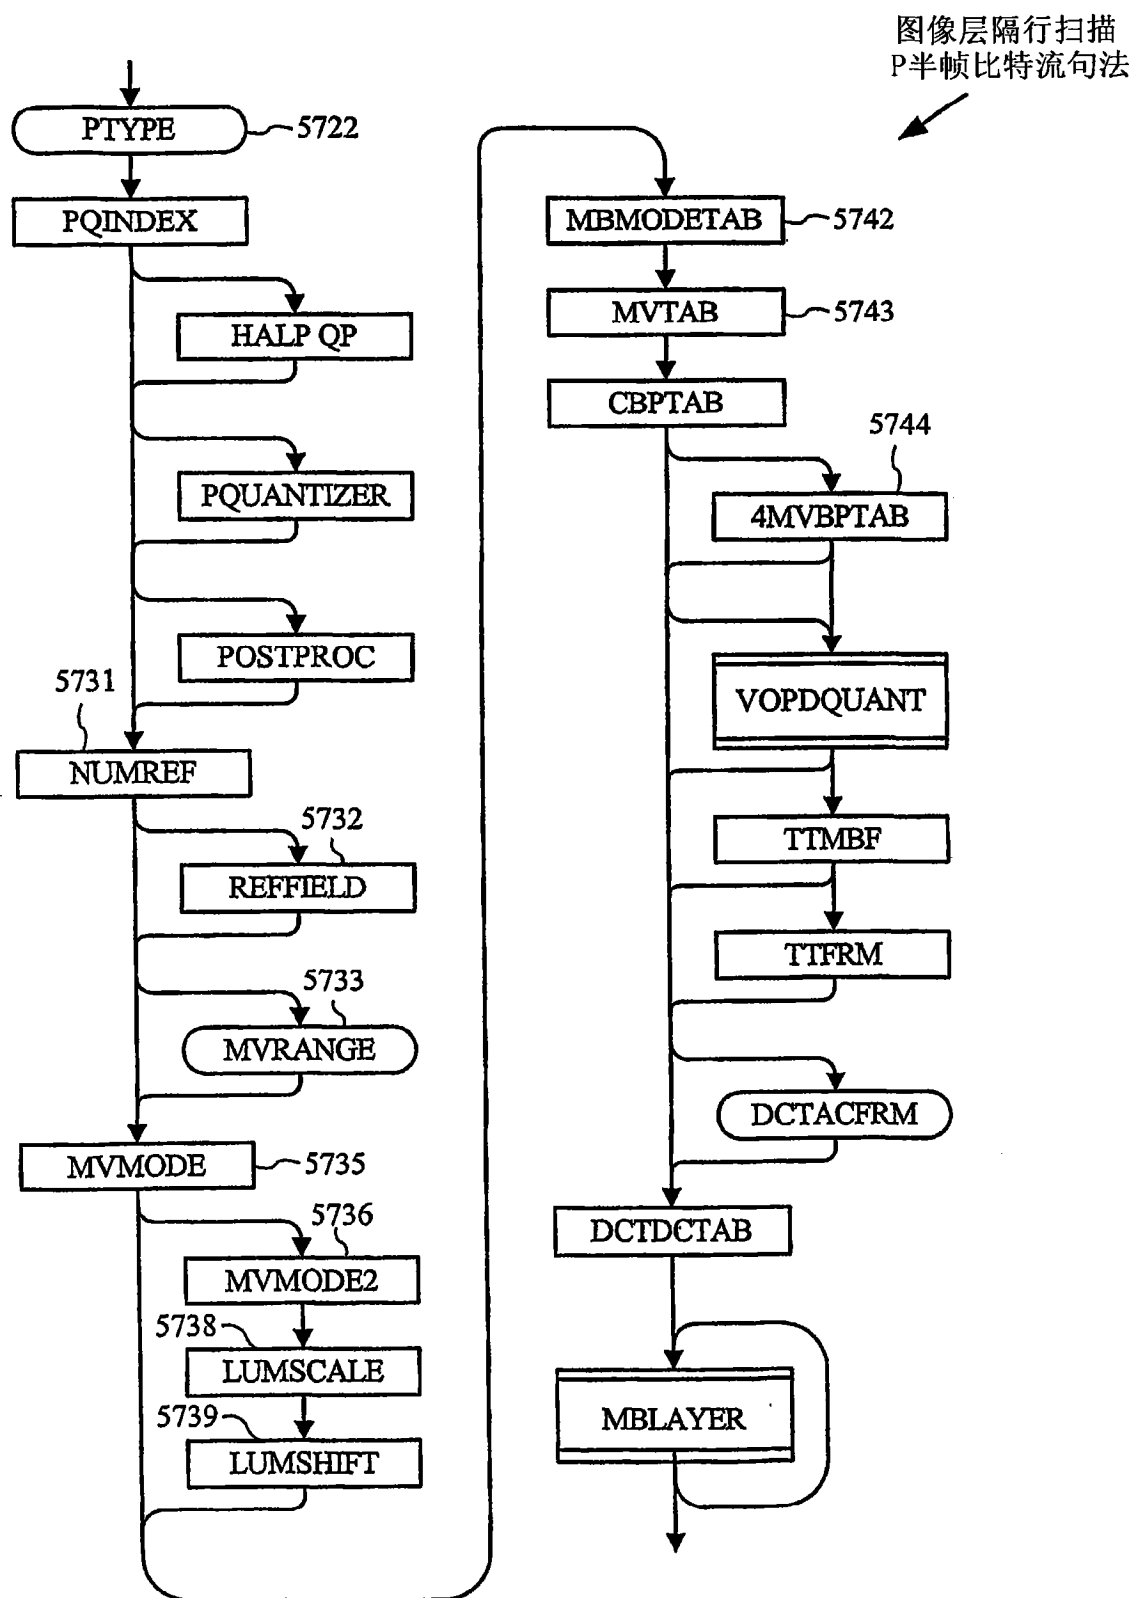 图像层隔行扫描
P半帧比特流句法
PTYPE
5722
PQINDEX
HALP QP
PQUANTIZER
POSTPROC
5731
NUMREF
5732
REFFIELD
5733
MVRANGE
MVMODE
5735
5736
MVMODE2
5738
LUMSCALE
5739
LUMSHIFT
MBMODETAB
5742
MVTAB
5743
CBPTAB
5744
4MVBPTAB
VOPDQUANT
TTMBF
TTFRM
DCTACFRM
DCTDCTAB
MBLAYER